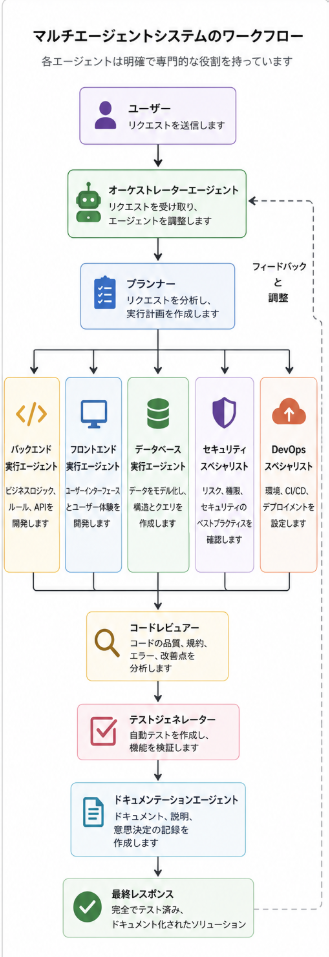 マルチエージェントシステムのワークフロー
各エージェントは明確で専門的な役割を持っています
ユーザー
リクエストを送信します
オーケストレーターエージェント
リクエストを受け取り、
エージェントを調整します
フィードバック
と
調整
プランナー
リクエストを分析し、
実行計画を作成します
バックエンド
実行エージェント
ビジネスロジック、
ルール、APIを
開発します
フロントエンド
実行エージェント
ユーザーインターフェース
とユーザー体験を
開発します
データベース
実行エージェント
データをモデル化し、
構造とクエリを
作成します
セキュリティ
スペシャリスト
リスク、権限、
セキュリティの
ベストプラクティスを
確認します
DevOps
スペシャリスト
環境、CI/CD、
デプロイメントを
設定します
コードレビュアー
コードの品質、規約、
エラー、改善点を
分析します
テストジェネレーター
自動テストを作成し、
機能を検証します
ドキュメンテーションエージェント
ドキュメント、説明、
意思決定の記録を
作成します
最終レスポンス
完全でテスト済み、
ドキュメント化されたソリューション